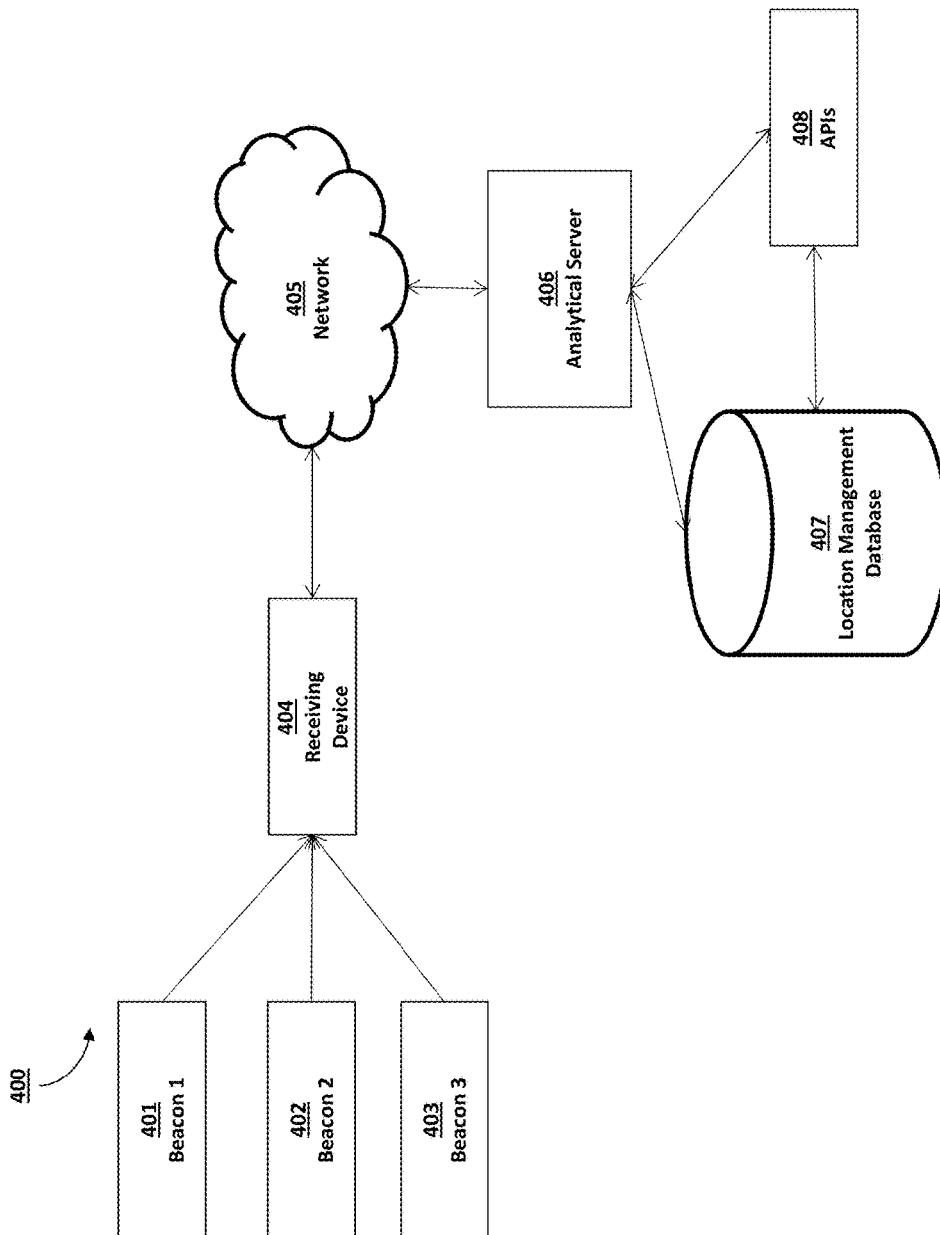 400
401
Beacon 1
402
Beacon 2
403
Beacon 3
404
Receiving
Device
405
Network
406
Analytical Server
407
Location Management
Database
408
APIs